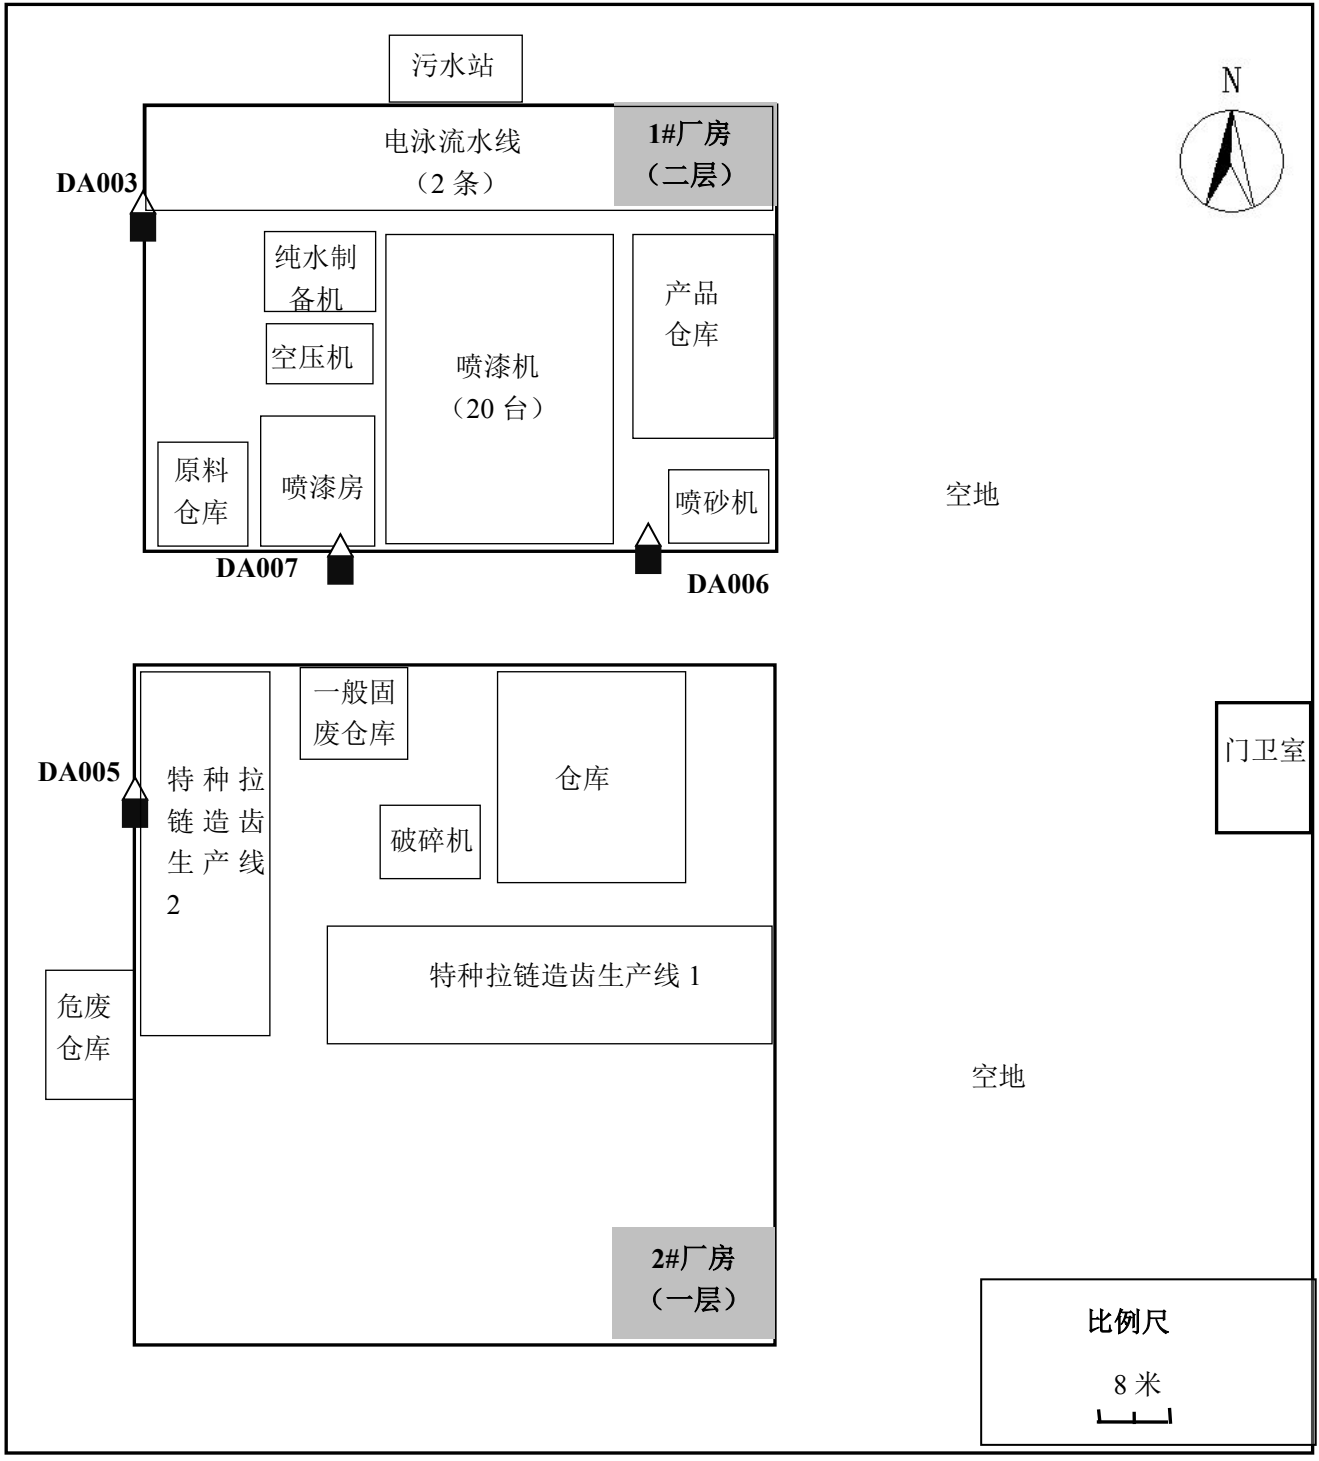 污水站
N
电泳流水线
（2 条）
1#厂房
（二层）
DA003
纯水制
备机
空压机
喷漆机
（20 台）
产品
仓库
原料
仓库
喷漆房
喷砂机
空地
DA007
DA006
一般固
废仓库
仓库
门卫室
DA005
特种拉
链造齿
生产线
2
破碎机
特种拉链造齿生产线 1
危废
仓库
空地
2#厂房
（一层）
比例尺
8 米